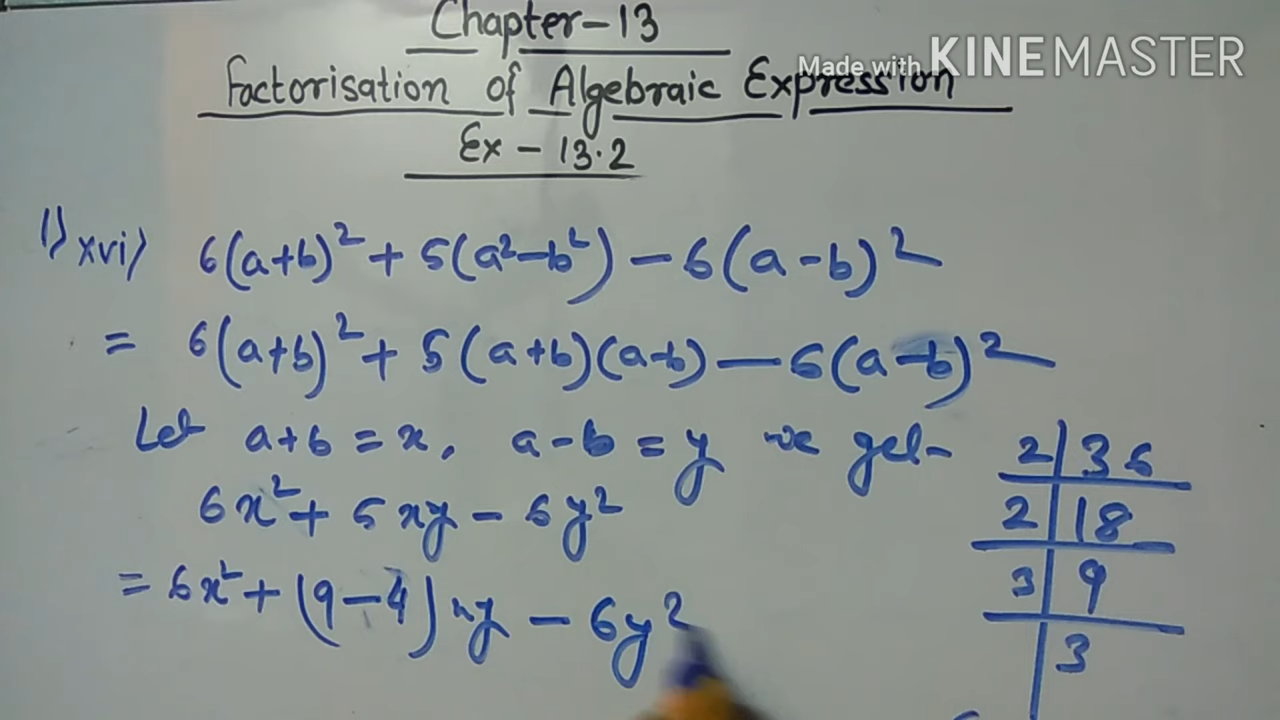 Chapter-13
Made with KINEMASTER
Factorisation of Algebraic Expression
Ex - 13.2
1) xvi) 6(a+b)² + 5(a²-b²) - 6(a-b)²
= 6(a+b)² + 5(a+b)(a-b) - 6(a-b)²
Let a+b = x, a-b = y we get-
6x² + 5xy - 6y²
= 6x² + (9-4)xy - 6y²
2 | 36
2 | 18
3 | 9
| 3